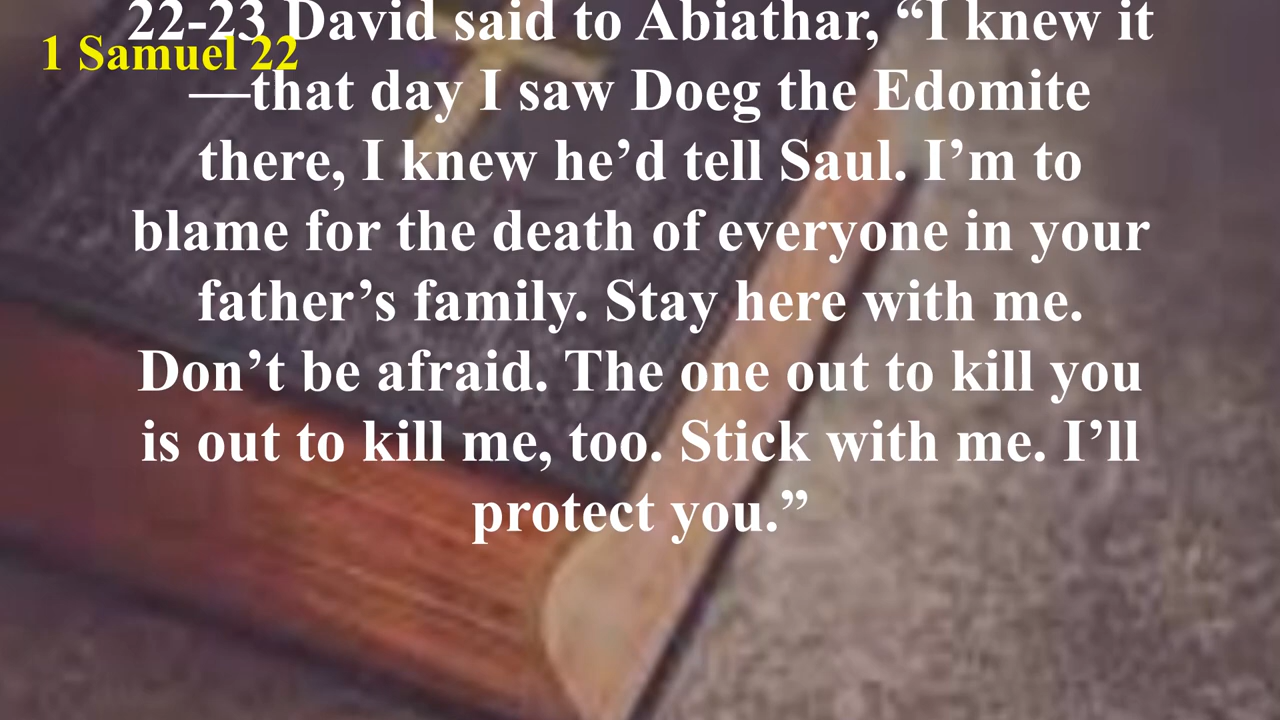 22-23 David said to Abiathar, “I knew it
1 Samuel 22
—that day I saw Doeg the Edomite
there, I knew he’d tell Saul. I’m to
blame for the death of everyone in your
father’s family. Stay here with me.
Don’t be afraid. The one out to kill you
is out to kill me, too. Stick with me. I’ll
protect you.”